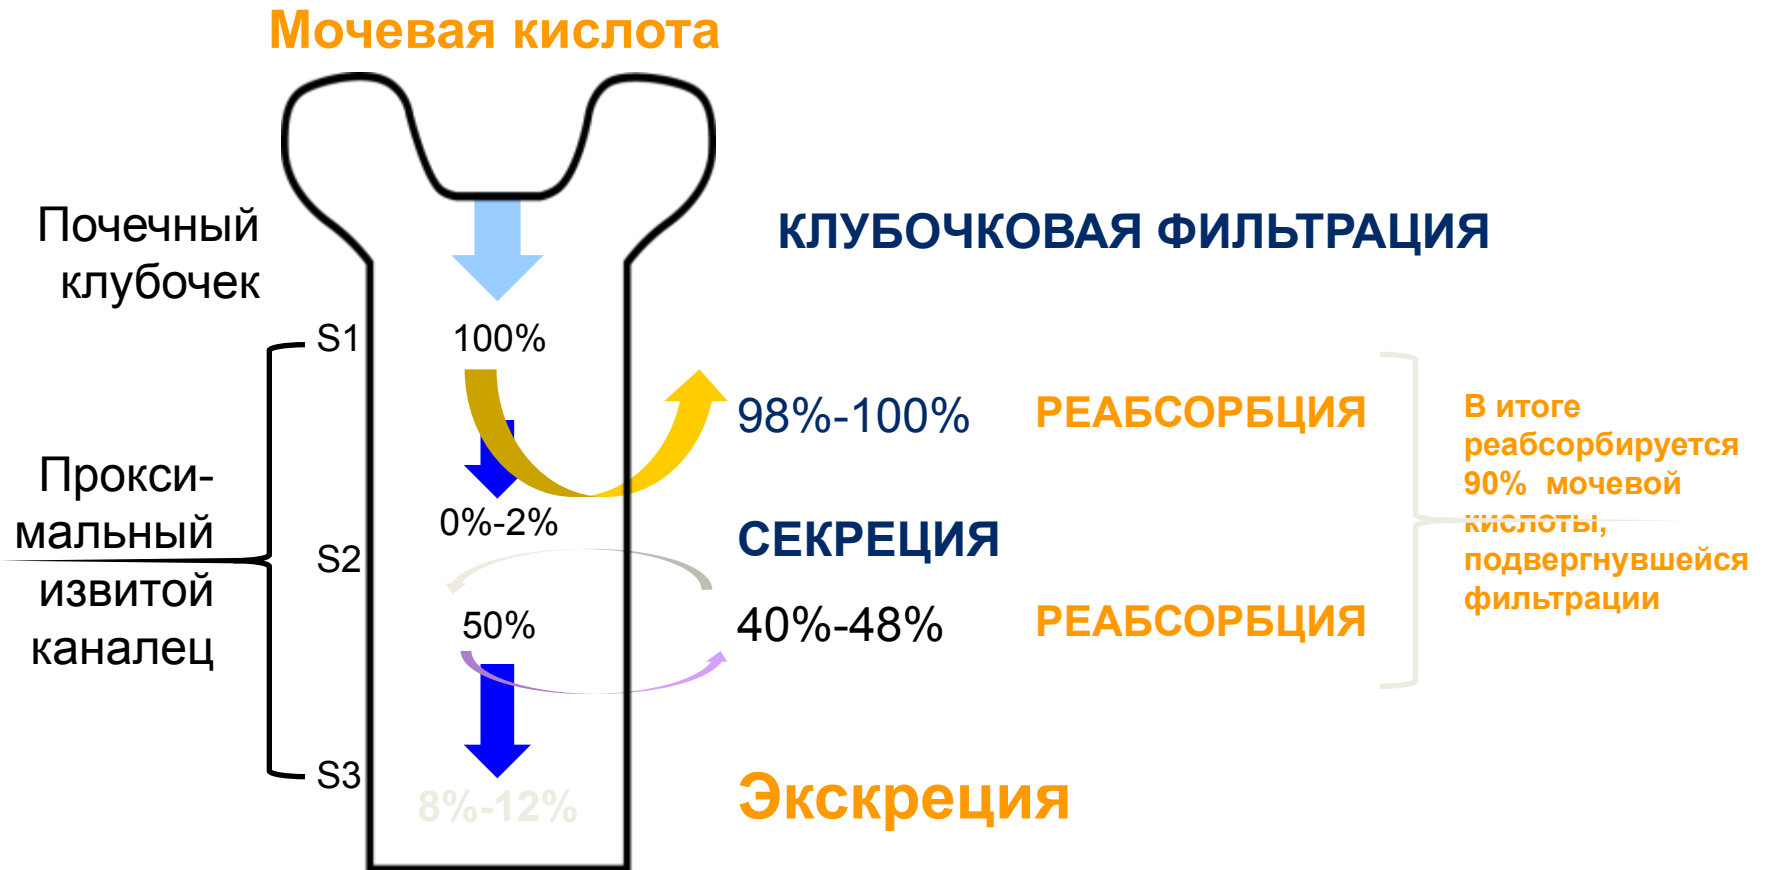 Мочевая кислота
Почечный
клубочек
КЛУБОЧКОВАЯ ФИЛЬТРАЦИЯ
S1
100%
98%-100%
РЕАБСОРБЦИЯ
В итоге
реабсорбируется
90% мочевой
кислоты,
подвергнувшейся
фильтрации
Прокси-
мальный
извитой
каналец
0%-2%
СЕКРЕЦИЯ
S2
50%
40%-48%
РЕАБСОРБЦИЯ
S3
8%-12%
Экскреция